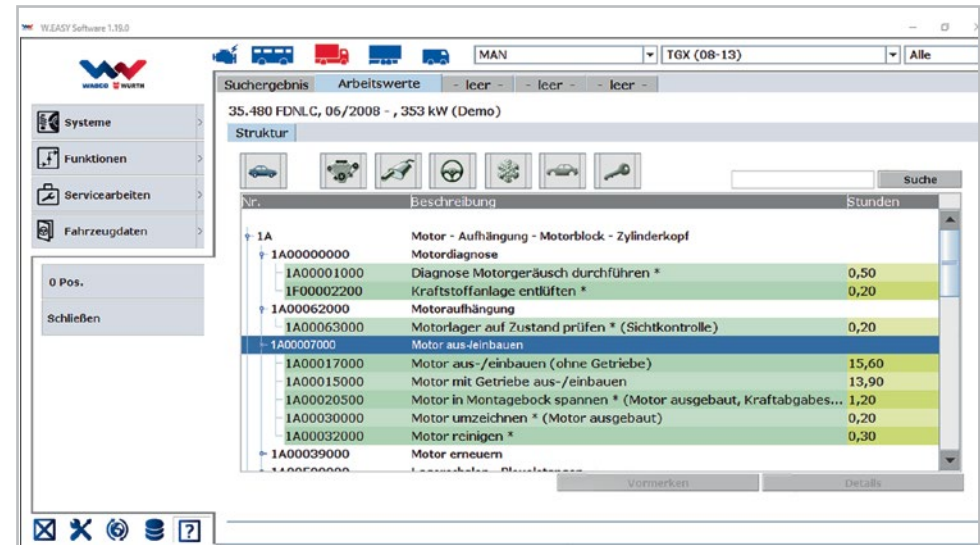 W.EASY Software 1.19.0
WABCO WÜRTH
MAN
TGX (08-13)
Alle
Suchergebnis Arbeitswerte - leer - - leer - - leer -
35.480 FDNLC, 06/2008 - , 353 kW (Demo)
Struktur
Systeme
Funktionen
Servicearbeiten
Fahrzeugdaten
0 Pos.
Schließen
Suche
Nr. Beschreibung Stunden
1A Motor - Aufhängung - Motorblock - Zylinderkopf
1A00000000 Motordiagnose
1A00001000 Diagnose Motorgeräusch durchführen * 0,50
1F00002200 Kraftstoffanlage entlüften * 0,20
1A00062000 Motoraufhängung
1A00063000 Motorlager auf Zustand prüfen * (Sichtkontrolle) 0,20
1A00007000 Motor aus-/einbauen
1A00017000 Motor aus-/einbauen (ohne Getriebe) 15,60
1A00015000 Motor mit Getriebe aus-/einbauen 13,90
1A00020500 Motor in Montagebock spannen * (Motor ausgebaut, Kraftabgabes... 1,20
1A00030000 Motor umzeichnen * (Motor ausgebaut) 0,20
1A00032000 Motor reinigen * 0,30
1A00039000 Motor erneuern
Vormerken Details